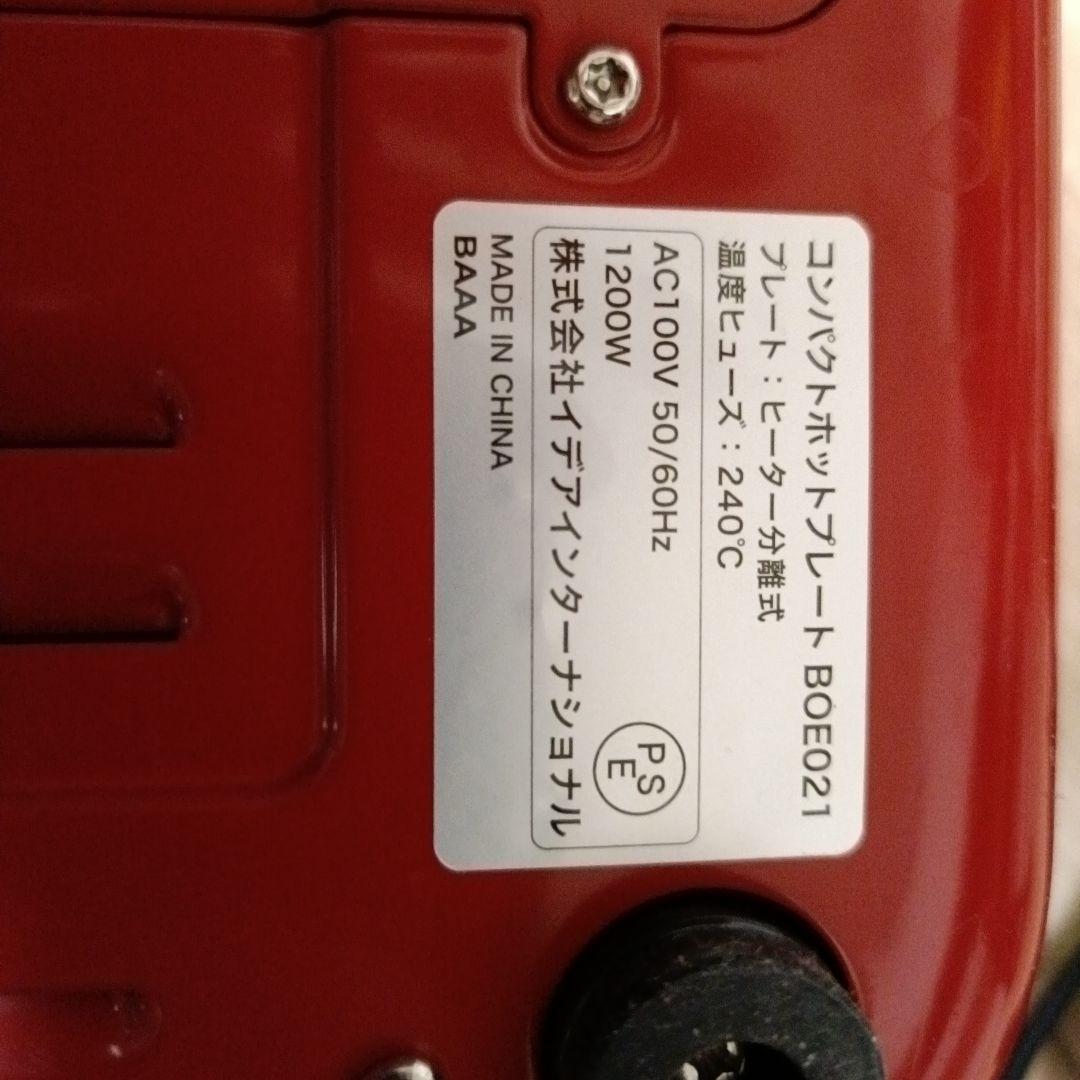 コンパクトホットプレート BOE021
プレート：ヒーター分離式
温度ヒューズ：240℃
AC100V 50/60Hz
1200W
PSE
株式会社イデアインターナショナル
MADE IN CHINA
BAAA